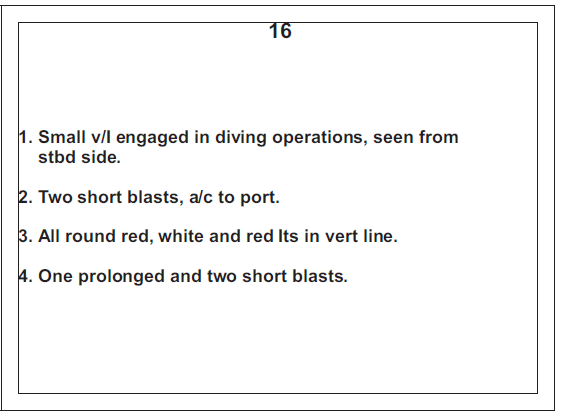 16
1. Small v/l engaged in diving operations, seen from
stbd side.
2. Two short blasts, a/c to port.
3. All round red, white and red lts in vert line.
4. One prolonged and two short blasts.